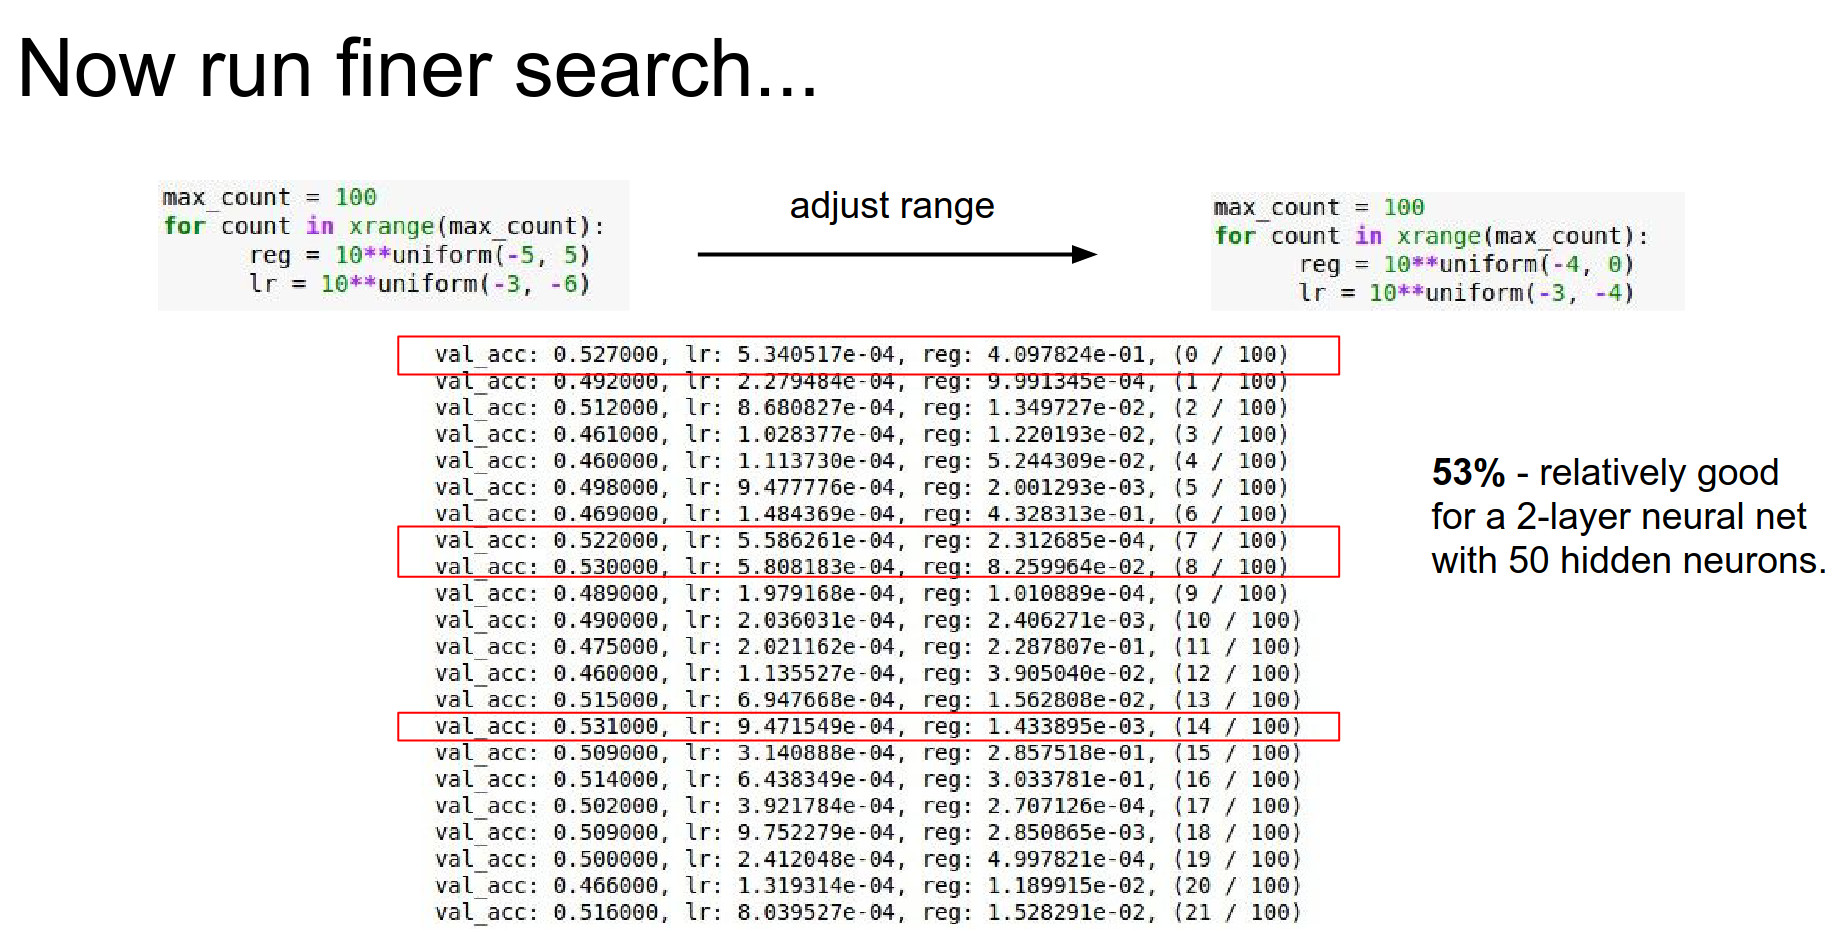 Now run finer search...
max_count = 100
for count in xrange(max_count):
reg = 10**uniform(-5, 5)
lr = 10**uniform(-3, -6)
adjust range
max_count = 100
for count in xrange(max_count):
reg = 10**uniform(-4, 0)
lr = 10**uniform(-3, -4)
val_acc: 0.527000, lr: 5.340517e-04, reg: 4.097824e-01, (0 / 100)
val_acc: 0.492000, lr: 2.279484e-04, reg: 9.991345e-04, (1 / 100)
val_acc: 0.512000, lr: 8.680827e-04, reg: 1.349727e-02, (2 / 100)
val_acc: 0.461000, lr: 1.028377e-04, reg: 1.220193e-02, (3 / 100)
val_acc: 0.460000, lr: 1.113730e-04, reg: 5.244309e-02, (4 / 100)
val_acc: 0.498000, lr: 9.477776e-04, reg: 2.001293e-03, (5 / 100)
val_acc: 0.469000, lr: 1.484369e-04, reg: 4.328313e-01, (6 / 100)
val_acc: 0.522000, lr: 5.586261e-04, reg: 2.312685e-04, (7 / 100)
val_acc: 0.530000, lr: 5.808183e-04, reg: 8.259964e-02, (8 / 100)
val_acc: 0.489000, lr: 1.979168e-04, reg: 1.010889e-04, (9 / 100)
val_acc: 0.490000, lr: 2.036031e-04, reg: 2.406271e-03, (10 / 100)
val_acc: 0.475000, lr: 2.021162e-04, reg: 2.287807e-01, (11 / 100)
val_acc: 0.460000, lr: 1.135527e-04, reg: 3.905040e-02, (12 / 100)
val_acc: 0.515000, lr: 6.947668e-04, reg: 1.562808e-02, (13 / 100)
val_acc: 0.531000, lr: 9.471549e-04, reg: 1.433895e-03, (14 / 100)
val_acc: 0.509000, lr: 3.140888e-04, reg: 2.857518e-01, (15 / 100)
val_acc: 0.514000, lr: 6.438349e-04, reg: 3.033781e-01, (16 / 100)
val_acc: 0.502000, lr: 3.921784e-04, reg: 2.707126e-04, (17 / 100)
val_acc: 0.509000, lr: 9.752279e-04, reg: 2.850865e-03, (18 / 100)
val_acc: 0.500000, lr: 2.412048e-04, reg: 4.997821e-04, (19 / 100)
val_acc: 0.466000, lr: 1.319314e-04, reg: 1.189915e-02, (20 / 100)
val_acc: 0.516000, lr: 8.039527e-04, reg: 1.528291e-02, (21 / 100)
53% - relatively good
for a 2-layer neural net
with 50 hidden neurons.